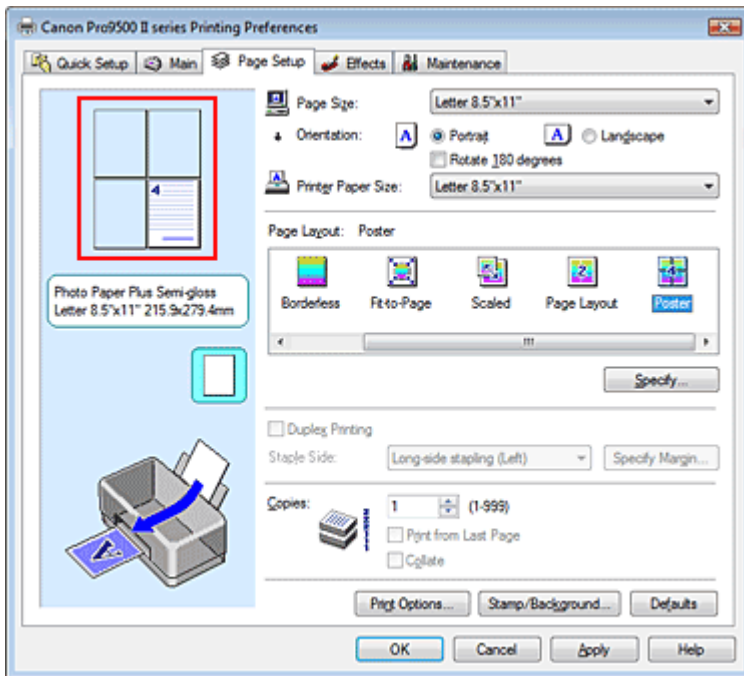 Canon Pro9500 II series Printing Preferences
Quick Setup Main Page Setup Effects Maintenance
4
Photo Paper Plus Semi-gloss
Letter 8.5"x11" 215.9x279.4mm
A
Page Size: Letter 8.5"x11"
Orientation: A Portrait A Landscape
Rotate 180 degrees
Printer Paper Size: Letter 8.5"x11"
Page Layout: Poster
Borderless Fit-to-Page Scaled Page Layout Poster
Specify...
Duplex Printing
Staple Side: Long-side stapling (Left) Specify Margin...
Copies: 1 (1-999)
Print from Last Page
Collate
Print Options... Stamp/Background... Defaults
OK Cancel Apply Help